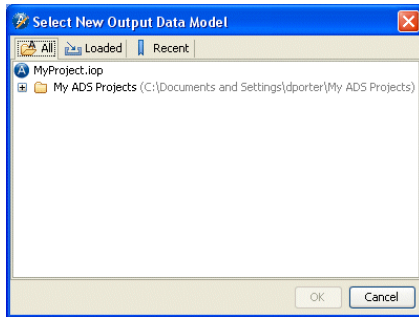 Select New Output Data Model
All Loaded Recent
MyProject.iop
My ADS Projects (C:\Documents and Settings\dporter\My ADS Projects)
OK Cancel